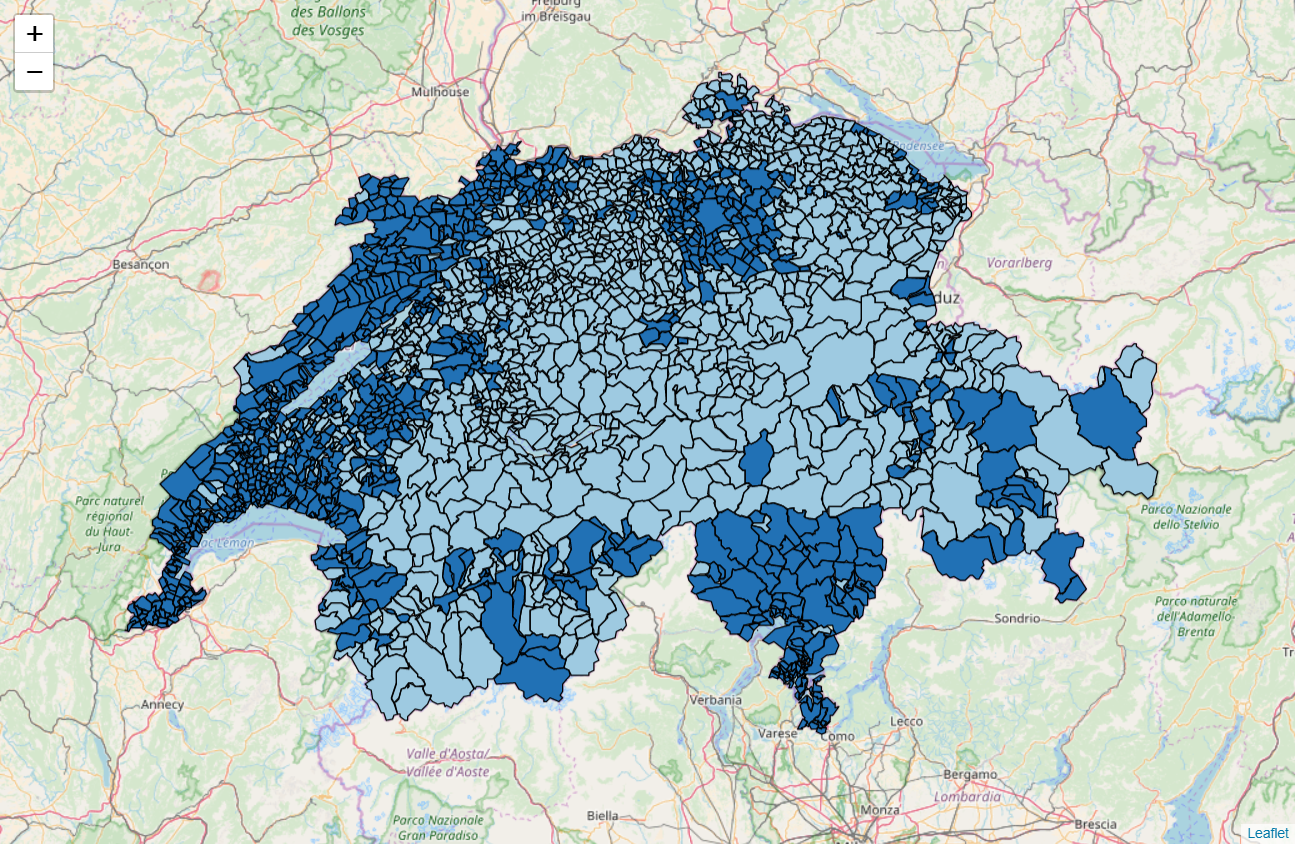 Freiburg
im Breisgau
des Ballons
des Vosges
+
−
Mulhouse
Bodensee
Besançon
Vorarlberg
duz
Parc naturel
régional
du Haut-
Jura
Lac Léman
Parco Nazionale
dello Stelvio
Parco naturale
dell'Adamello-
Brenta
Sondrio
Annecy
Verbania
Lecco
Varese
Como
Valle d'Aosta/
Vallée d'Aoste
Bergamo
Lombardia
Biella
Monza
Brescia
Parco Nazionale
Gran Paradiso
Leaflet